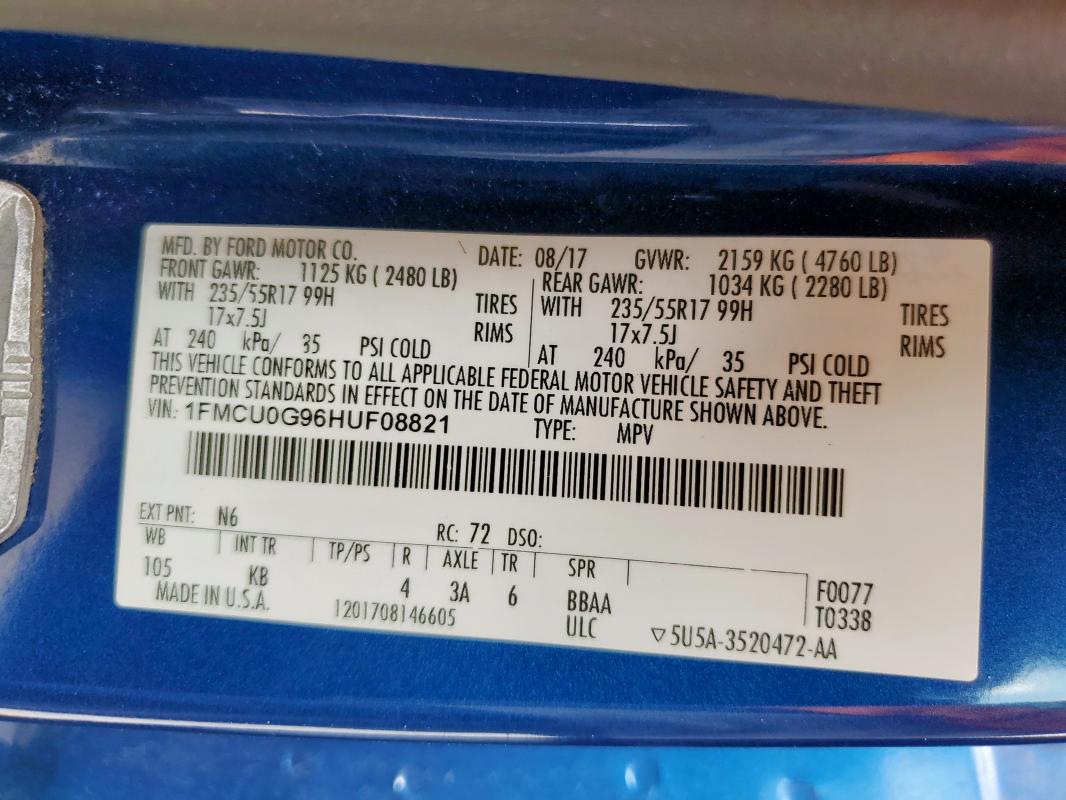 MFD. BY FORD MOTOR CO. DATE: 08/17 GVWR: 2159 KG ( 4760 LB)
FRONT GAWR: 1125 KG ( 2480 LB) REAR GAWR: 1034 KG ( 2280 LB)
WITH 235/55R17 99H TIRES WITH 235/55R17 99H TIRES
17x7.5J RIMS 17x7.5J RIMS
AT 240 kPa/ 35 PSI COLD AT 240 kPa/ 35 PSI COLD
THIS VEHICLE CONFORMS TO ALL APPLICABLE FEDERAL MOTOR VEHICLE SAFETY AND THEFT
PREVENTION STANDARDS IN EFFECT ON THE DATE OF MANUFACTURE SHOWN ABOVE.
VIN: 1FMCU0G96HUF08821 TYPE: MPV
EXT PNT: N6 RC: 72 DSO:
WB INT TR TP/PS R AXLE TR SPR
105 KB 4 3A 6 BBAA F0077
MADE IN U.S.A. 1201708146605 ULC T0338
▽5U5A-3520472-AA